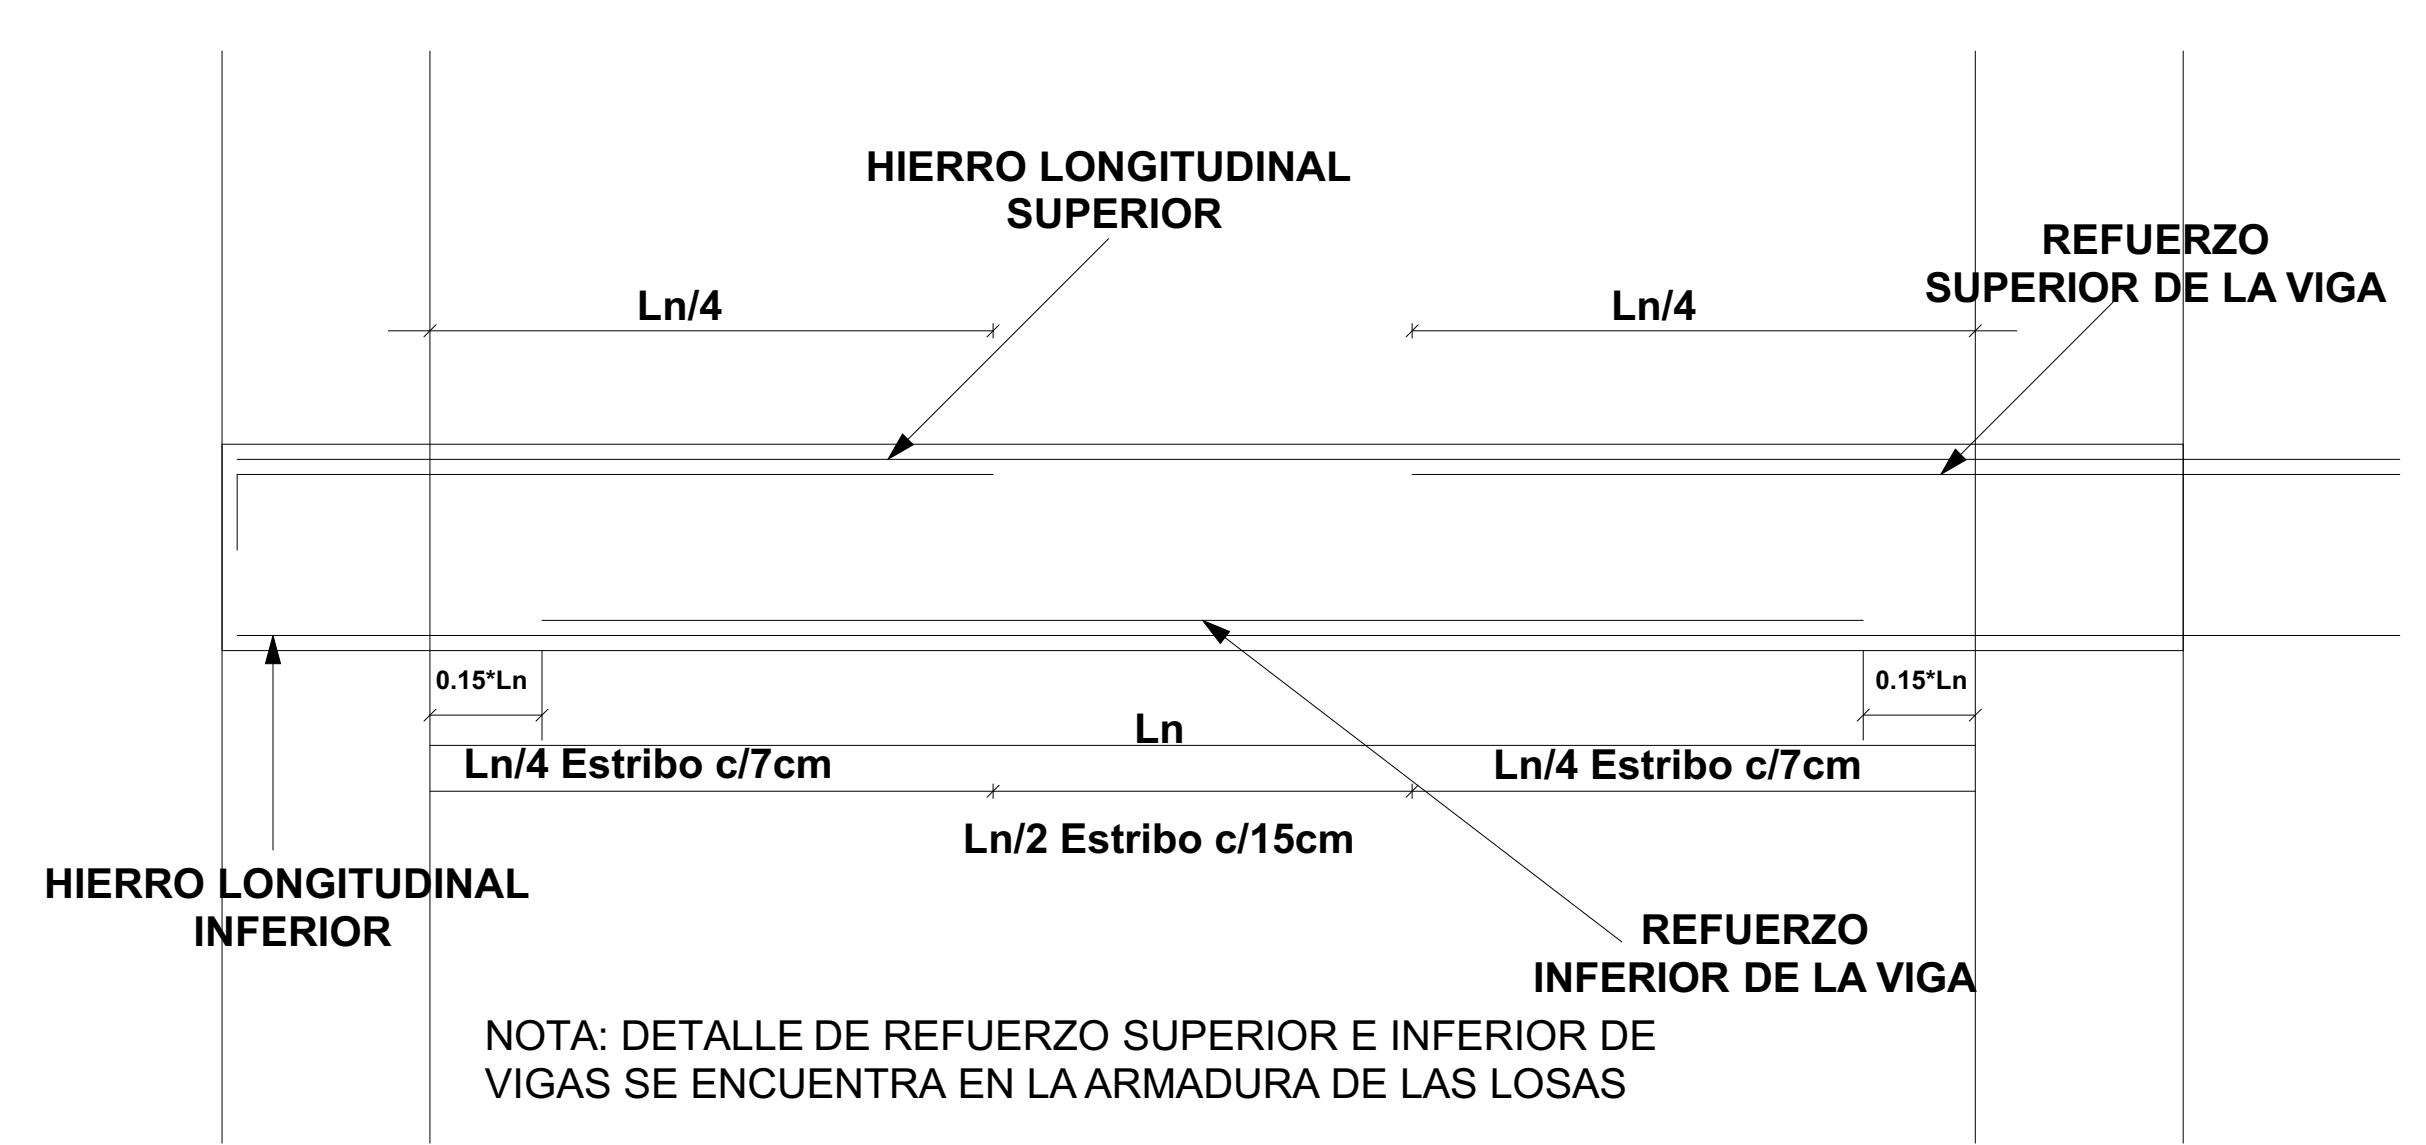 HIERRO LONGITUDINAL
SUPERIOR
REFUERZO
SUPERIOR DE LA VIGA
Ln/4
Ln/4
0.15*Ln
0.15*Ln
Ln
Ln/4 Estribo c/7cm
Ln/4 Estribo c/7cm
Ln/2 Estribo c/15cm
HIERRO LONGITUDINAL
INFERIOR
REFUERZO
INFERIOR DE LA VIGA
NOTA: DETALLE DE REFUERZO SUPERIOR E INFERIOR DE
VIGAS SE ENCUENTRA EN LA ARMADURA DE LAS LOSAS